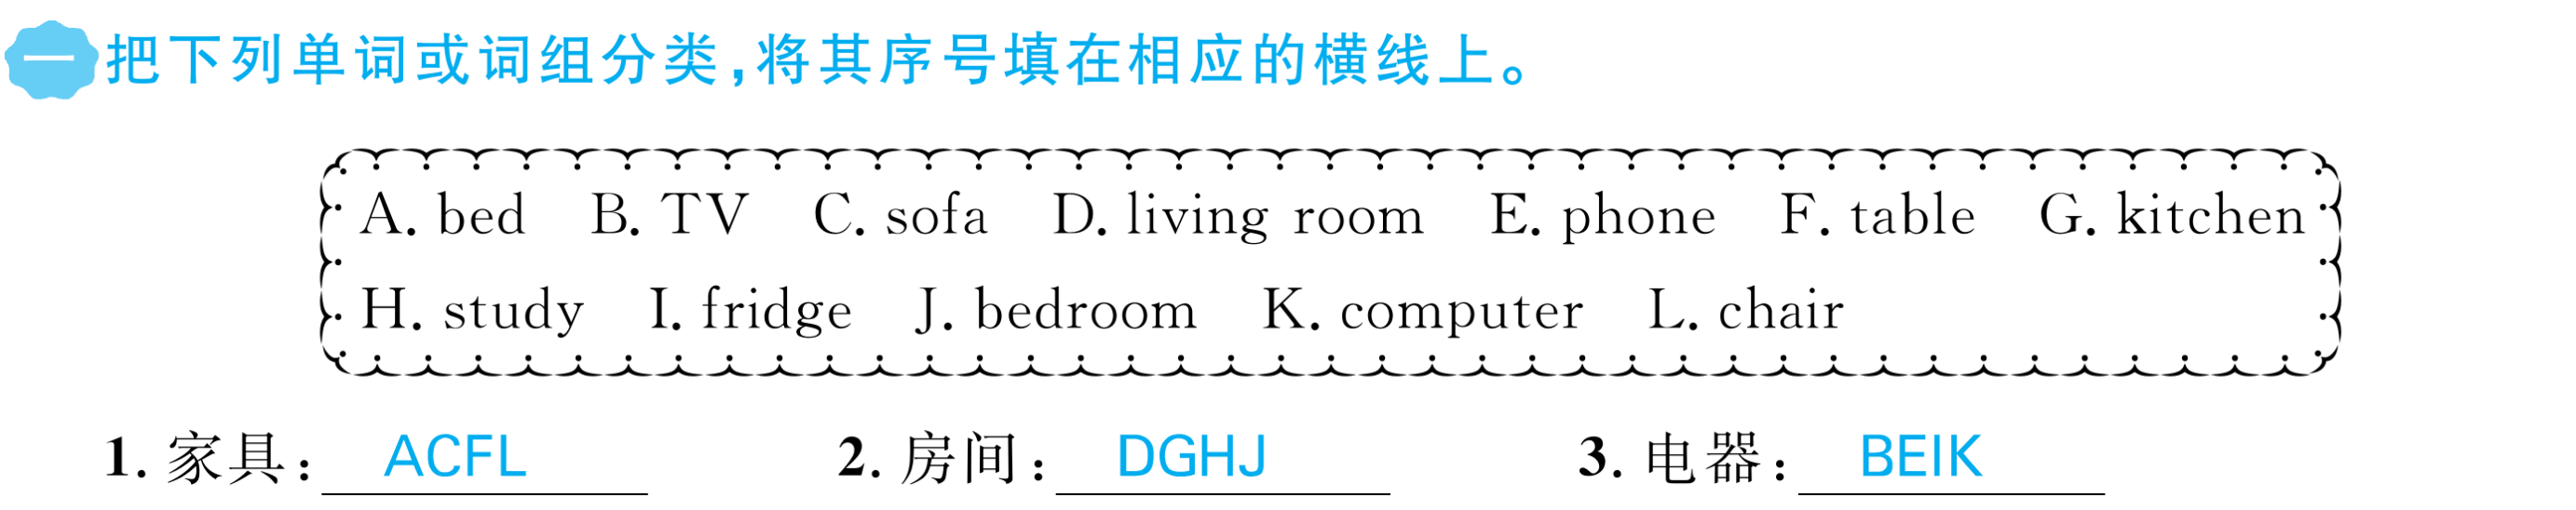 一 把下列单词或词组分类,将其序号填在相应的横线上。
A. bed B. TV C. sofa D. living room E. phone F. table G. kitchen
H. study I. fridge J. bedroom K. computer L. chair
1. 家具: ACFL 2. 房间: DGHJ 3. 电器: BEIK